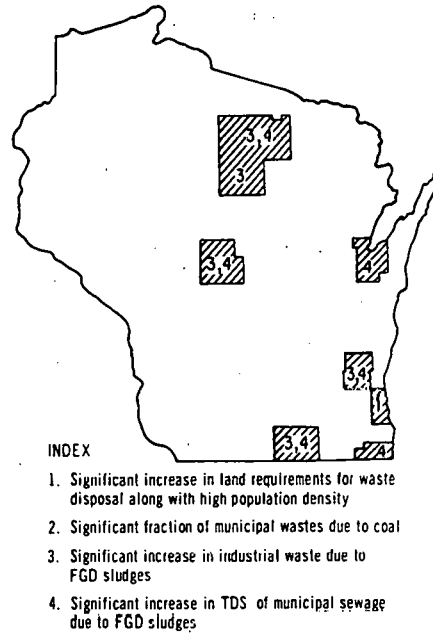 3,4
3
3,4
4
3,4
1
3,4
4
INDEX
1. Significant increase in land requirements for waste
disposal along with high population density
2. Significant fraction of municipal wastes due to coal
3. Significant increase in industrial waste due to
FGD sludges
4. Significant increase in TDS of municipal sewage
due to FGD sludges